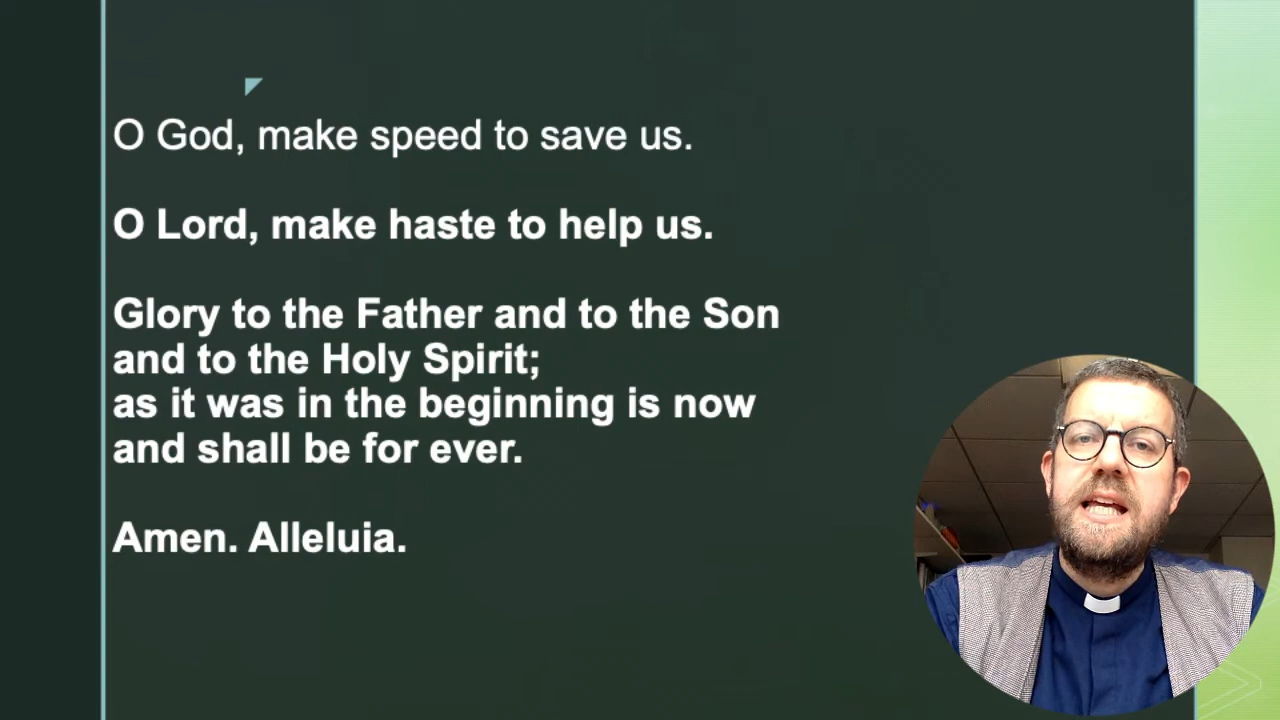 O God, make speed to save us.
O Lord, make haste to help us.
Glory to the Father and to the Son
and to the Holy Spirit;
as it was in the beginning is now
and shall be for ever.
Amen. Alleluia.